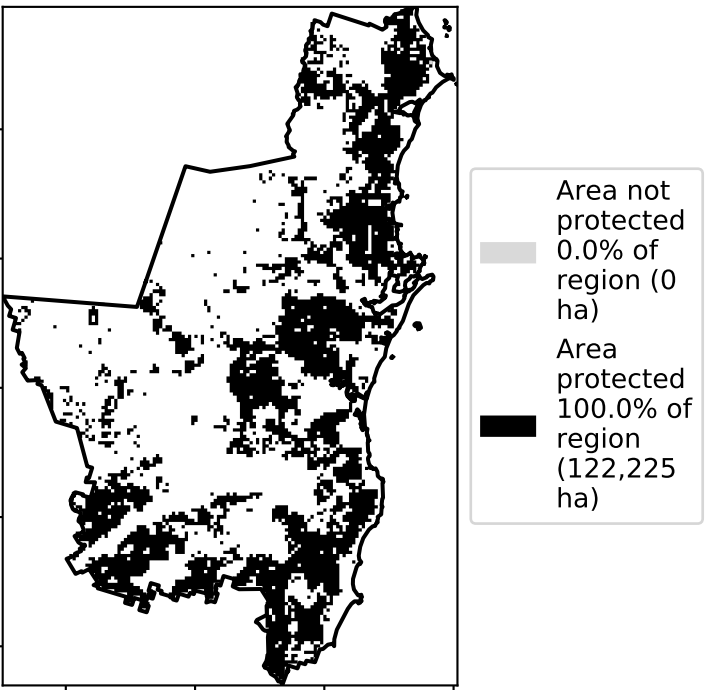 Area not
protected
0.0% of
region (0
ha)
Area
protected
100.0% of
region
(122,225
ha)